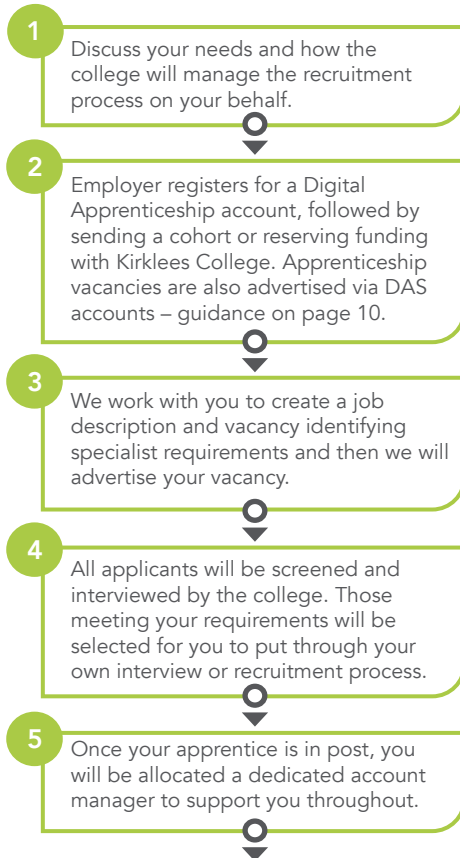 1
Discuss your needs and how the
college will manage the recruitment
process on your behalf.
2
Employer registers for a Digital
Apprenticeship account, followed by
sending a cohort or reserving funding
with Kirklees College. Apprenticeship
vacancies are also advertised via DAS
accounts – guidance on page 10.
3
We work with you to create a job
description and vacancy identifying
specialist requirements and then we will
advertise your vacancy.
4
All applicants will be screened and
interviewed by the college. Those
meeting your requirements will be
selected for you to put through your
own interview or recruitment process.
5
Once your apprentice is in post, you
will be allocated a dedicated account
manager to support you throughout.